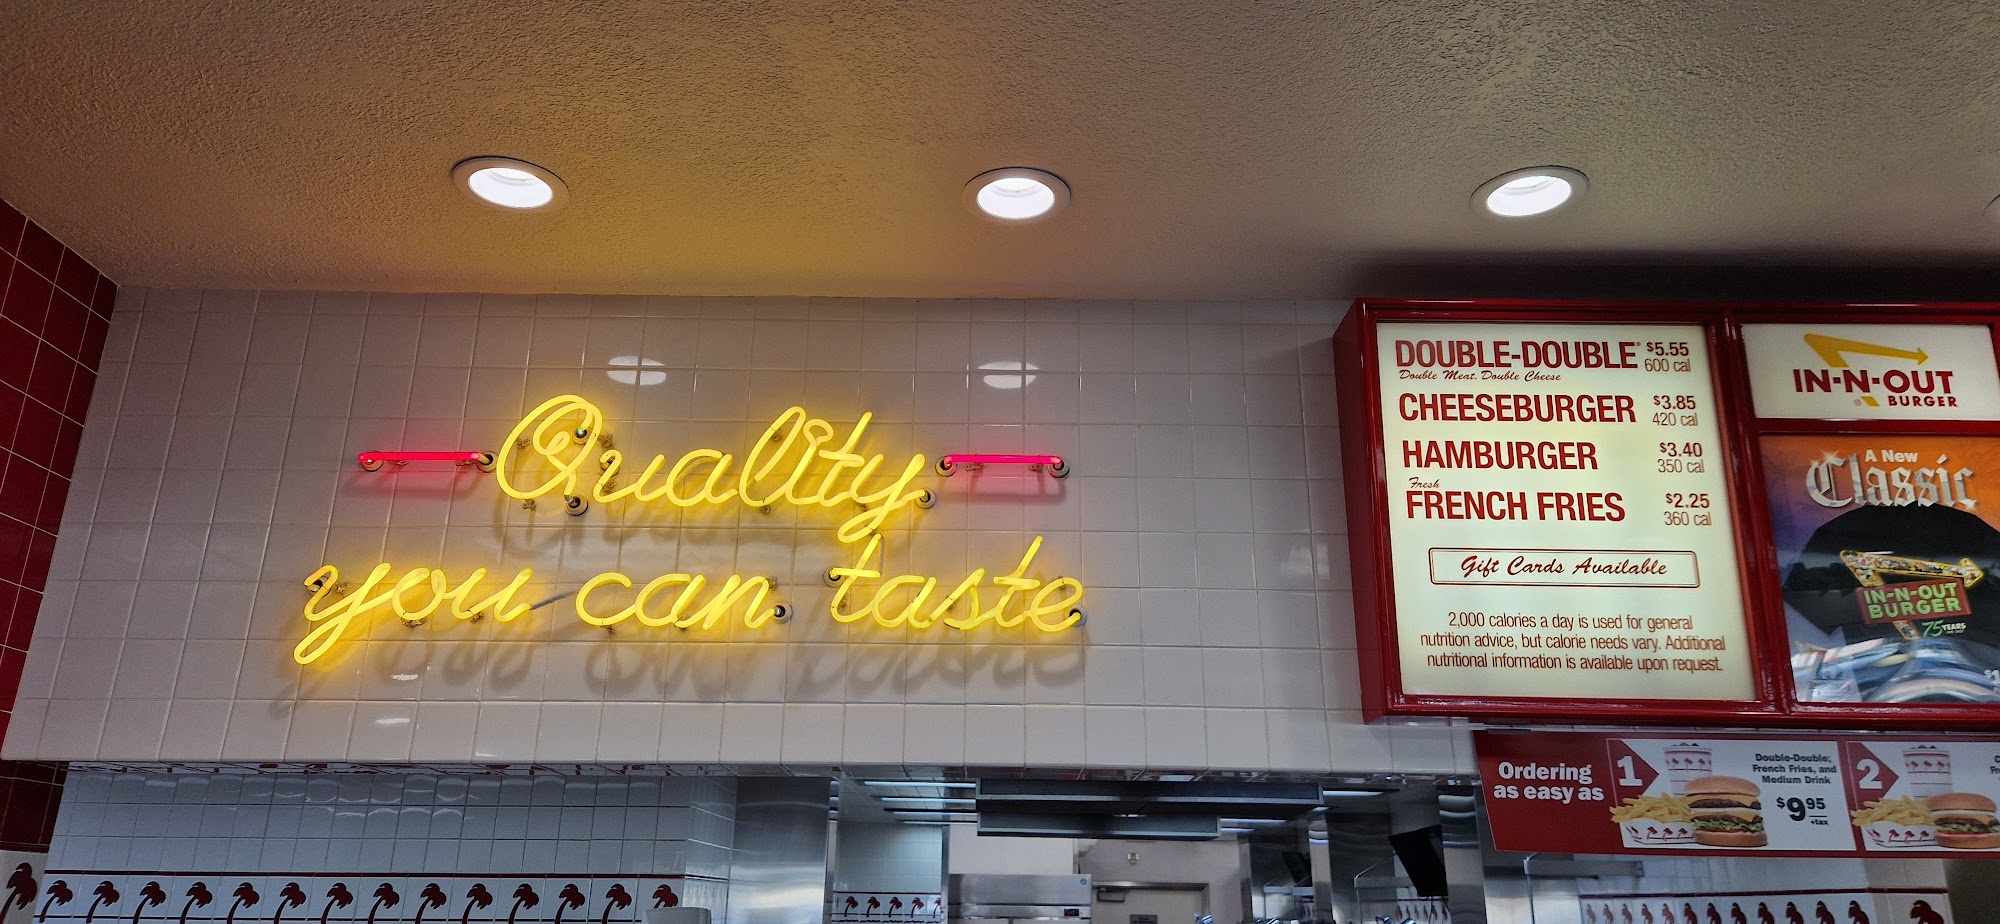 Quality
you can taste
DOUBLE-DOUBLE® $5.55
Double Meat. Double Cheese 600 cal
CHEESEBURGER $3.85
420 cal
HAMBURGER $3.40
350 cal
Fresh
FRENCH FRIES $2.25
360 cal
Gift Cards Available
2,000 calories a day is used for general
nutrition advice, but calorie needs vary. Additional
nutritional information is available upon request.
IN-N-OUT
® BURGER
A New
Classic
IN-N-OUT
BURGER
75 YEARS
Ordering
as easy as
1
Double-Double,
French Fries, and
Medium Drink
$9.95
+tax
2